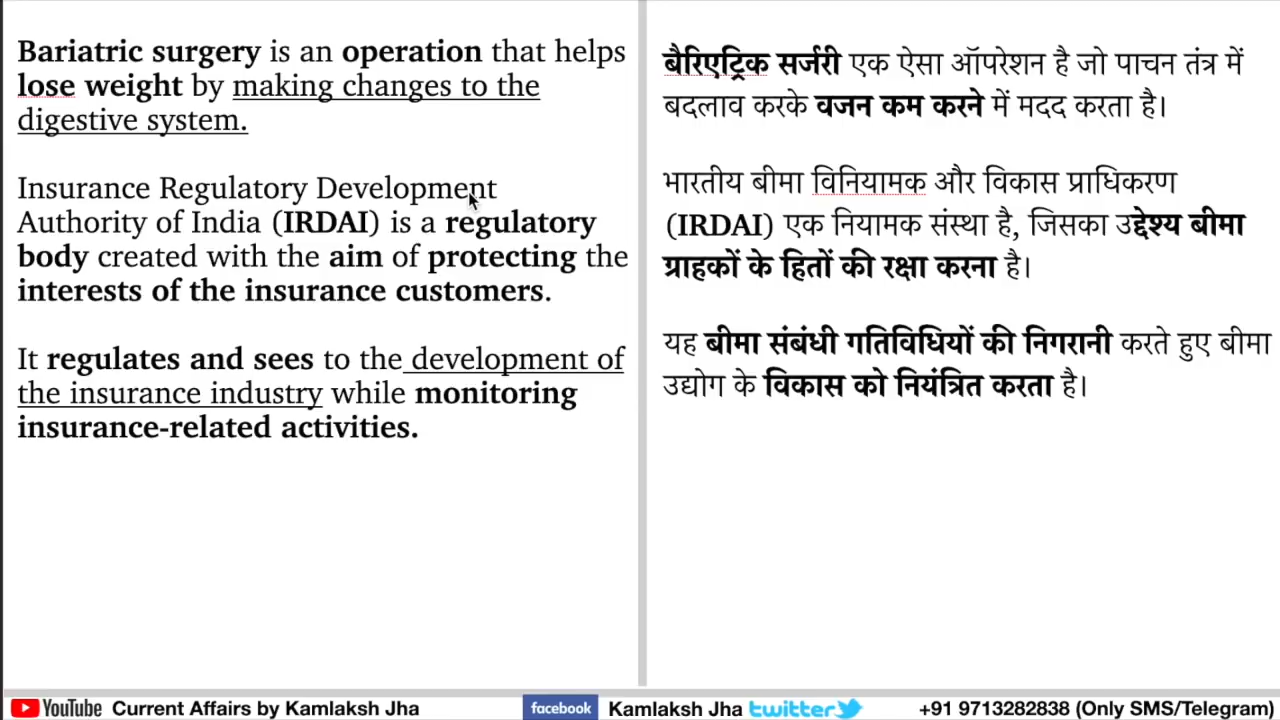 Bariatric surgery is an operation that helps
lose weight by making changes to the
digestive system.
Insurance Regulatory Development
Authority of India (IRDAI) is a regulatory
body created with the aim of protecting the
interests of the insurance customers.
It regulates and sees to the development of
the insurance industry while monitoring
insurance-related activities.
बैरिएट्रिक सर्जरी एक ऐसा ऑपरेशन है जो पाचन तंत्र में
बदलाव करके वजन कम करने में मदद करता है।
भारतीय बीमा विनियामक और विकास प्राधिकरण
(IRDAI) एक नियामक संस्था है, जिसका उद्देश्य बीमा
ग्राहकों के हितों की रक्षा करना है।
यह बीमा संबंधी गतिविधियों की निगरानी करते हुए बीमा
उद्योग के विकास को नियंत्रित करता है।
YouTube Current Affairs by Kamlaksh Jha facebook Kamlaksh Jha twitter +91 9713282838 (Only SMS/Telegram)